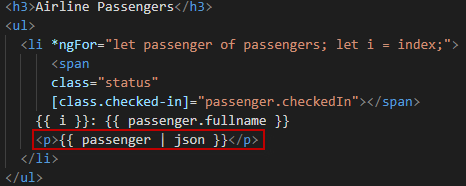 <h3>Airline Passengers</h3>
<ul>
<li *ngFor="let passenger of passengers; let i = index;">
<span
class="status"
[class.checked-in]="passenger.checkedIn"></span>
{{ i }}: {{ passenger.fullname }}
<p>{{ passenger | json }}</p>
</li>
</ul>